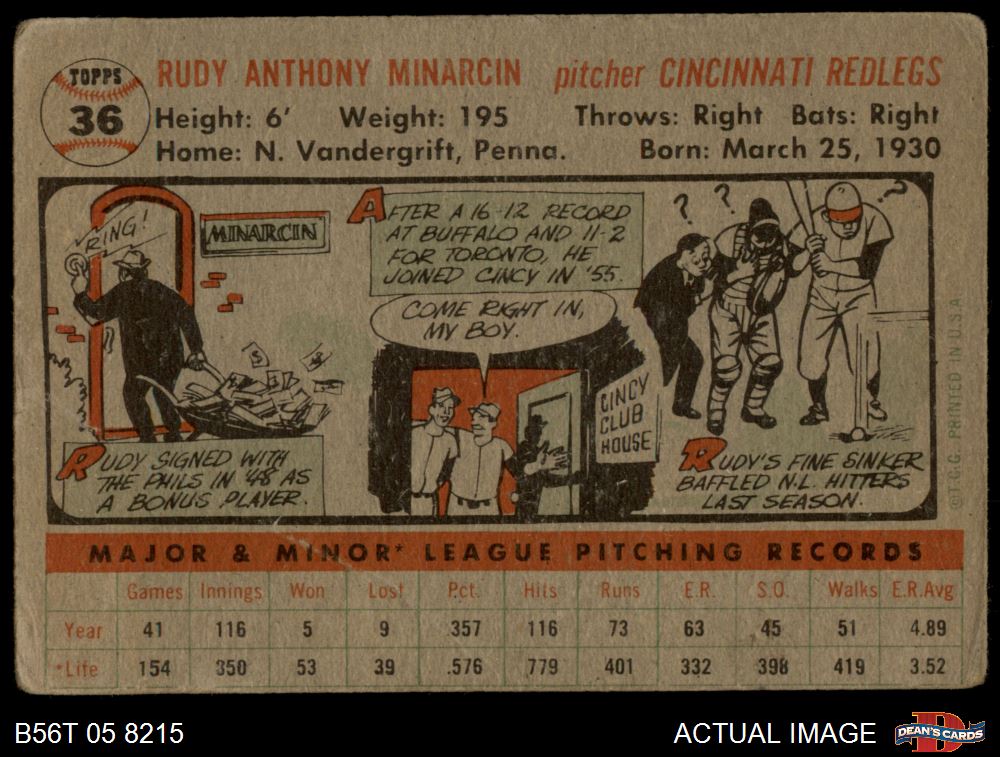 TOPPS
36
RUDY ANTHONY MINARCIN pitcher CINCINNATI REDLEGS
Height: 6' Weight: 195 Throws: Right Bats: Right
Home: N. Vandergrift, Penna. Born: March 25, 1930
RING!
MINARCIN
RUDY SIGNED WITH
THE PHILS IN '48 AS
A BONUS PLAYER.
AFTER A 16-12 RECORD
AT BUFFALO AND 11-2
FOR TORONTO, HE
JOINED CINCY IN '55.
COME RIGHT IN,
MY BOY.
CINCY
CLUB
HOUSE
? ? ?
RUDY'S FINE SINKER
BAFFLED N.L. HITTERS
LAST SEASON.
©T.C.G. PRINTED IN U.S.A.
MAJOR & MINOR* LEAGUE PITCHING RECORDS
Games Innings Won Lost Pct. Hits Runs E.R. S.O. Walks E.R.Avg
Year 41 116 5 9 .357 116 73 63 45 51 4.89
*Life 154 850 53 39 .576 779 401 332 398 419 3.52
B56T 05 8215
ACTUAL IMAGE
D
DEAN'S CARDS